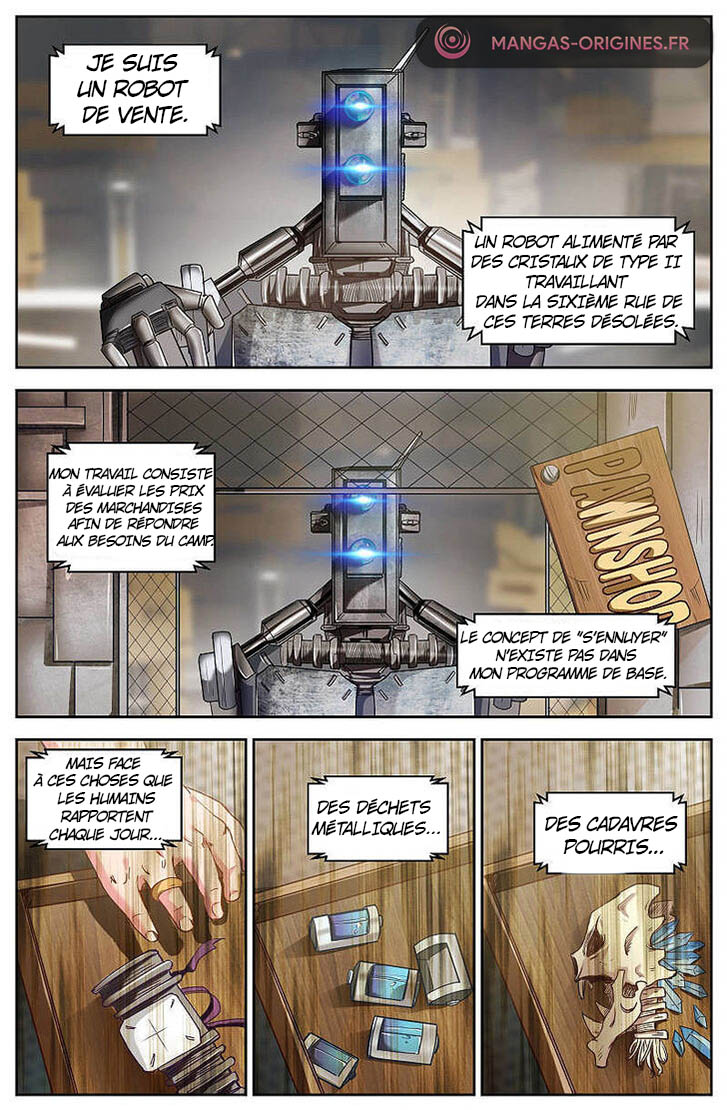 MANGAS-ORIGINES.FR
JE SUIS
UN ROBOT
DE VENTE.
UN ROBOT ALIMENTÉ PAR
DES CRISTAUX DE TYPE II
TRAVAILLANT
DANS LA SIXIÈME RUE DE
CES TERRES DÉSOLÉES.
MON TRAVAIL CONSISTE
À ÉVALUER LES PRIX
DES MARCHANDISES
AFIN DE RÉPONDRE
AUX BESOINS DU CAMP.
PAWNSHOP
LE CONCEPT DE "S'ENNUYER"
N'EXISTE PAS DANS
MON PROGRAMME DE BASE.
MAIS FACE
À CES CHOSES QUE
LES HUMAINS
RAPPORTENT
CHAQUE JOUR...
DES DÉCHETS
MÉTALLIQUES...
DES CADAVRES
POURRIS...